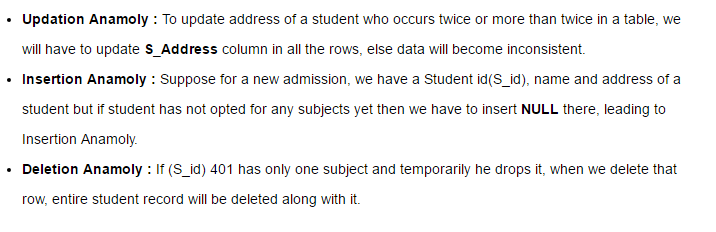 • Updation Anamoly : To update address of a student who occurs twice or more than twice in a table, we
will have to update S_Address column in all the rows, else data will become inconsistent.
• Insertion Anamoly : Suppose for a new admission, we have a Student id(S_id), name and address of a
student but if student has not opted for any subjects yet then we have to insert NULL there, leading to
Insertion Anamoly.
• Deletion Anamoly : If (S_id) 401 has only one subject and temporarily he drops it, when we delete that
row, entire student record will be deleted along with it.